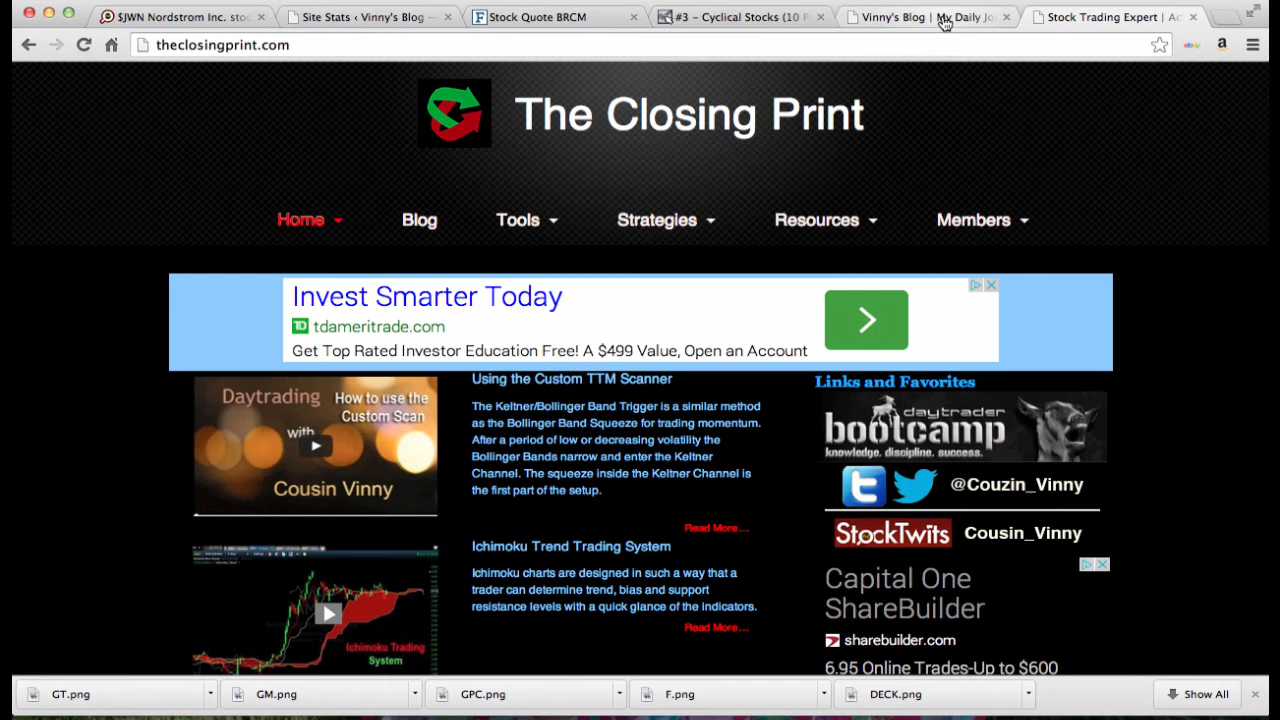 $JWN Nordstrom Inc. sto
Site Stats ‹ Vinny's Blog —
Stock Quote BRCM
#3 – Cyclical Stocks (10 P
Vinny's Blog | My Daily Jo
Stock Trading Expert | Ac
theclosingprint.com
ebay
a
The Closing Print
Home
Blog
Tools
Strategies
Resources
Members
Invest Smarter Today
TD tdameritrade.com
Get Top Rated Investor Education Free! A $499 Value, Open an Account
Daytrading
How to use the
Custom Scan
with
Cousin Vinny
Using the Custom TTM Scanner
The Keltner/Bollinger Band Trigger is a similar method
as the Bollinger Band Squeeze for trading momentum.
After a period of low or decreasing volatility the
Bollinger Bands narrow and enter the Keltner
Channel. The squeeze inside the Keltner Channel is
the first part of the setup.
Read More...
Ichimoku Trend Trading System
Ichimoku charts are designed in such a way that a
trader can determine trend, bias and support
resistance levels with a quick glance of the indicators.
Read More...
Ichimoku Trading
System
Links and Favorites
daytrader
bootcamp
knowledge. discipline. success.
@Couzin_Vinny
StockTwits
Cousin_Vinny
Capital One
ShareBuilder
sharebuilder.com
6.95 Online Trades-Up to $600
GT.png
GM.png
GPC.png
F.png
DECK.png
Show All